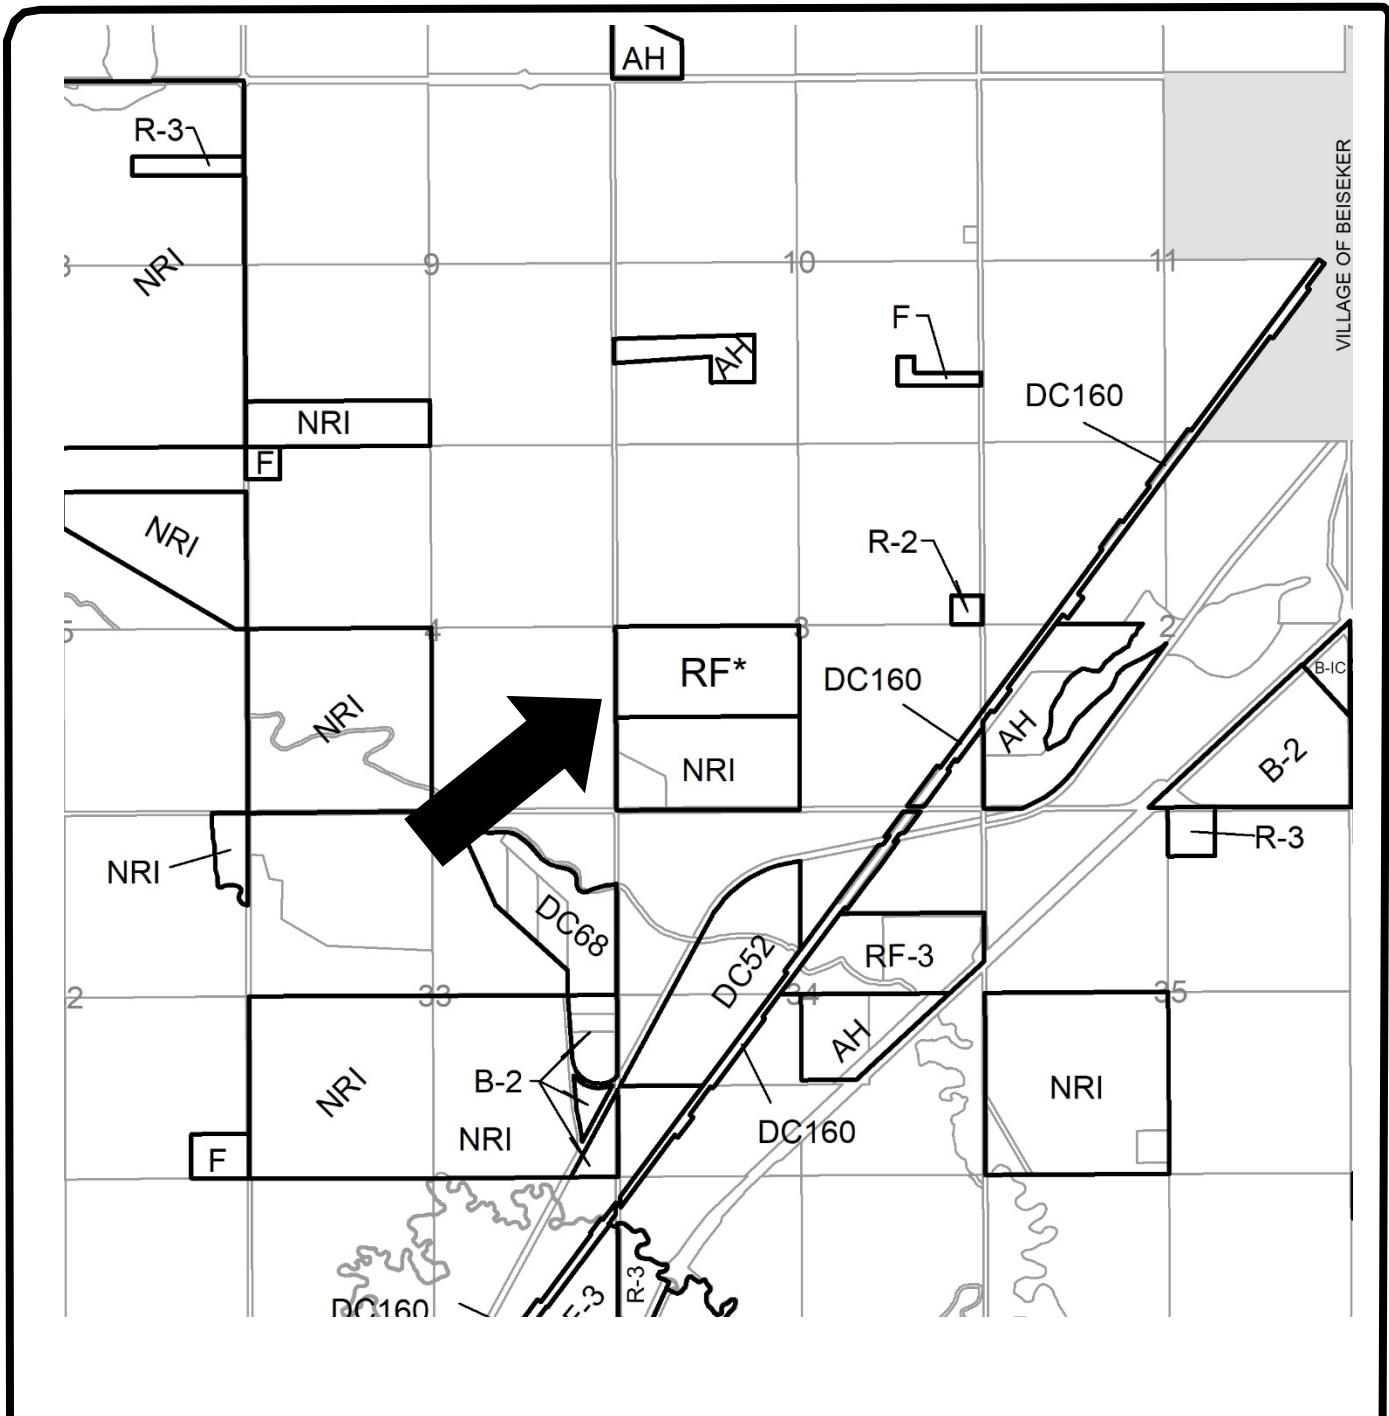 AH
R-3
VILLAGE OF BEISEKER
NRI
9
10
11
F
AH
DC160
NRI
F
NRI
R-2
4
3
2
RF*
DC160
NRI
AH
B-IC
B-2
NRI
NRI
R-3
DC68
DC52
RF-3
2
33
34
35
AH
NRI
B-2
NRI
NRI
DC160
F
R-3
DC160